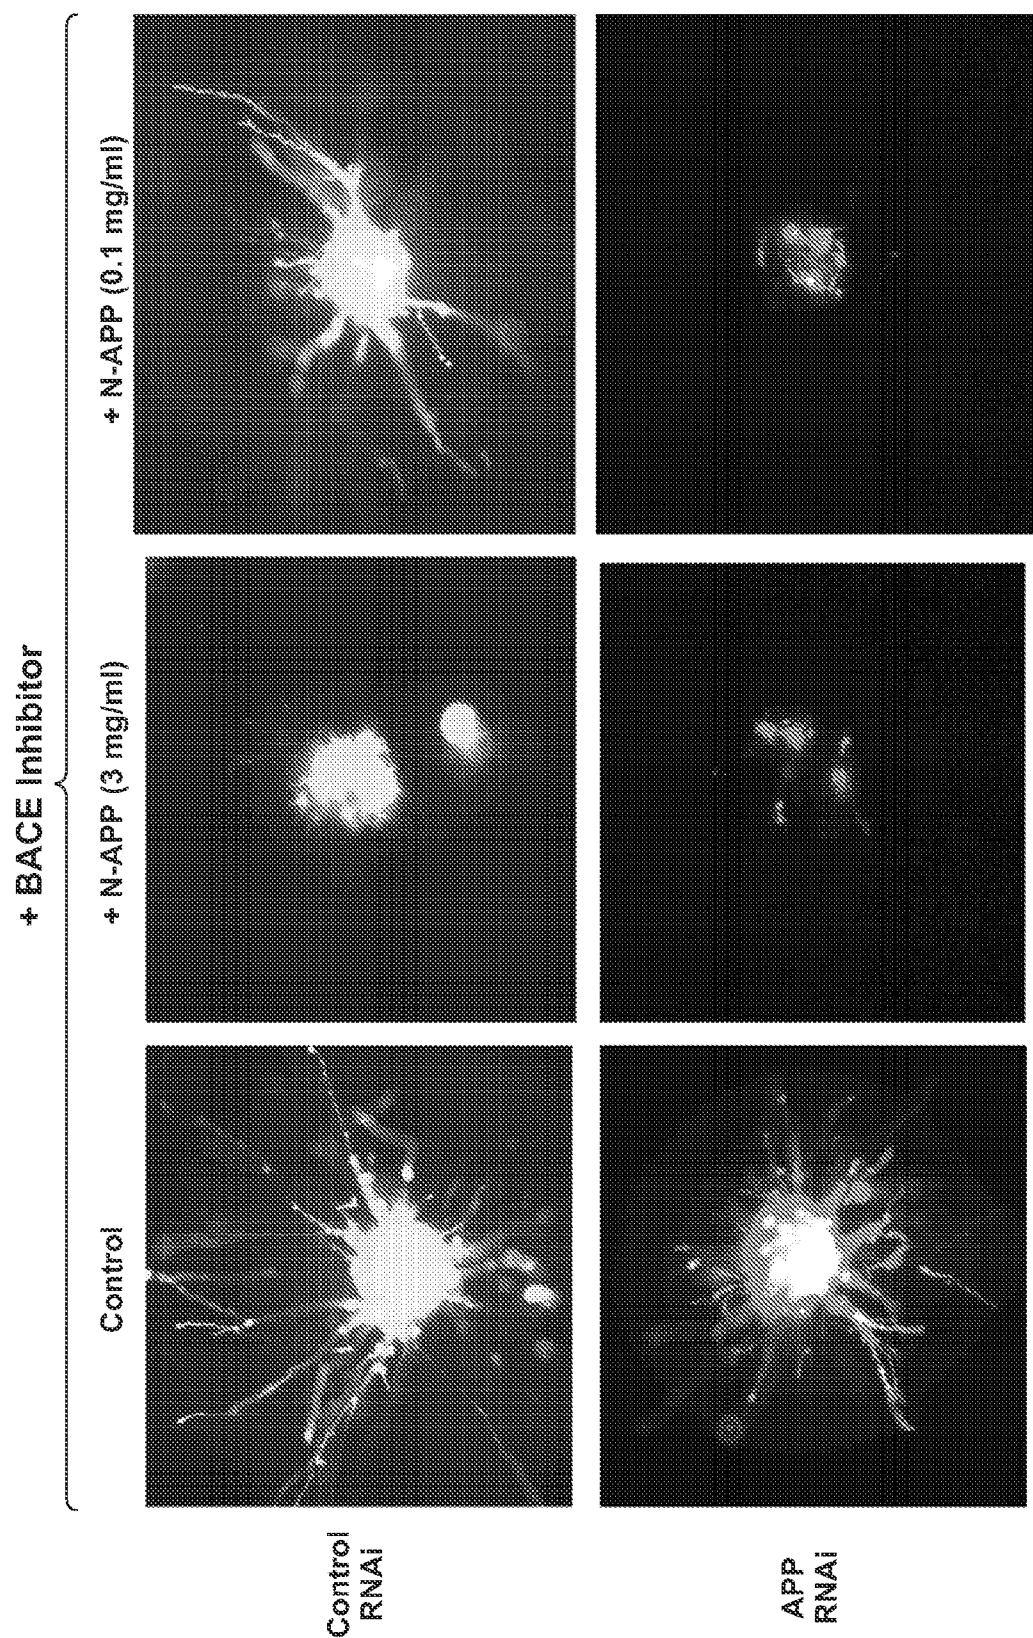 + BACE Inhibitor
Control
+ N-APP (3 mg/ml)
+ N-APP (0.1 mg/ml)
Control
RNAi
APP
RNAi